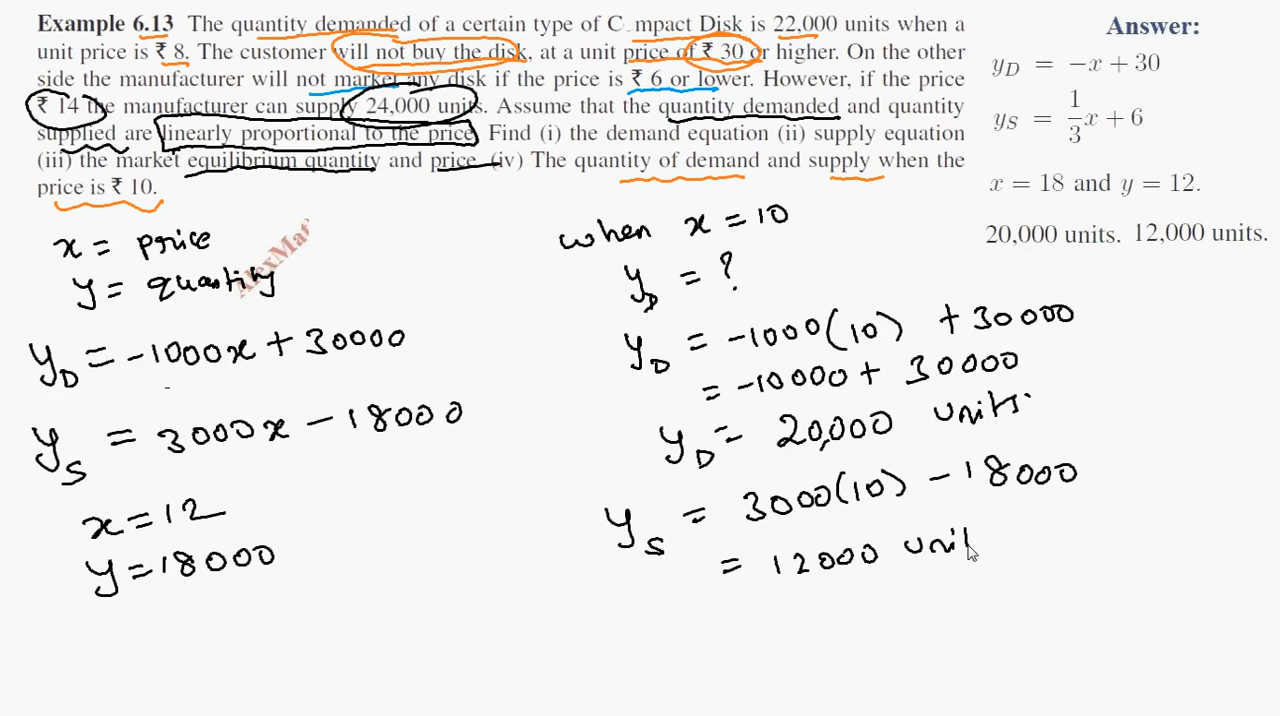 Example 6.13 The quantity demanded of a certain type of C mpact Disk is 22,000 units when a
unit price is ₹ 8. The customer will not buy the disk, at a unit price of ₹ 30 or higher. On the other
side the manufacturer will not market any disk if the price is ₹ 6 or lower. However, if the price
₹ 14 the manufacturer can supply 24,000 units. Assume that the quantity demanded and quantity
supplied are linearly proportional to the price. Find (i) the demand equation (ii) supply equation
(iii) the market equilibrium quantity and price. (iv) The quantity of demand and supply when the
price is ₹ 10.
Answer:
y_D = −x + 30
y_S = 1/3 x + 6
x = 18 and y = 12.
20,000 units. 12,000 units.
x = price
y = quantity
y_D = -1000x + 30000
y_S = 3000x - 18000
x = 12
y = 18000
when x = 10
y_D = ?
y_D = -1000(10) + 30000
= -10000 + 30000
y_D = 20,000 units.
y_S = 3000(10) - 18000
= 12000 unit
AlexMat